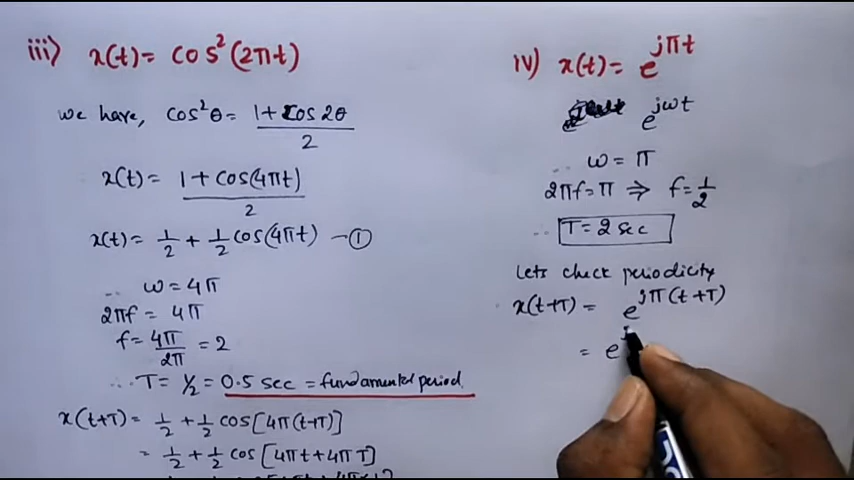 iii) x(t) = cos²(2πt)
we have, cos²θ = 1 + cos 2θ / 2
x(t) = 1 + cos(4πt) / 2
x(t) = 1/2 + 1/2 cos(4πt) — ①
∴ ω = 4π
2πf = 4π
f = 4π/2π = 2
∴ T = 1/2 = 0.5 sec = fundamental period.
x(t+T) = 1/2 + 1/2 cos[4π(t+T)]
= 1/2 + 1/2 cos[4πt + 4πT]
iv) x(t) = e^jπt
e^jωt
∴ ω = π
2πf = π ⇒ f = 1/2
∴ T = 2 sec
Lets check periodicity
x(t+T) = e^jπ(t+T)
= e